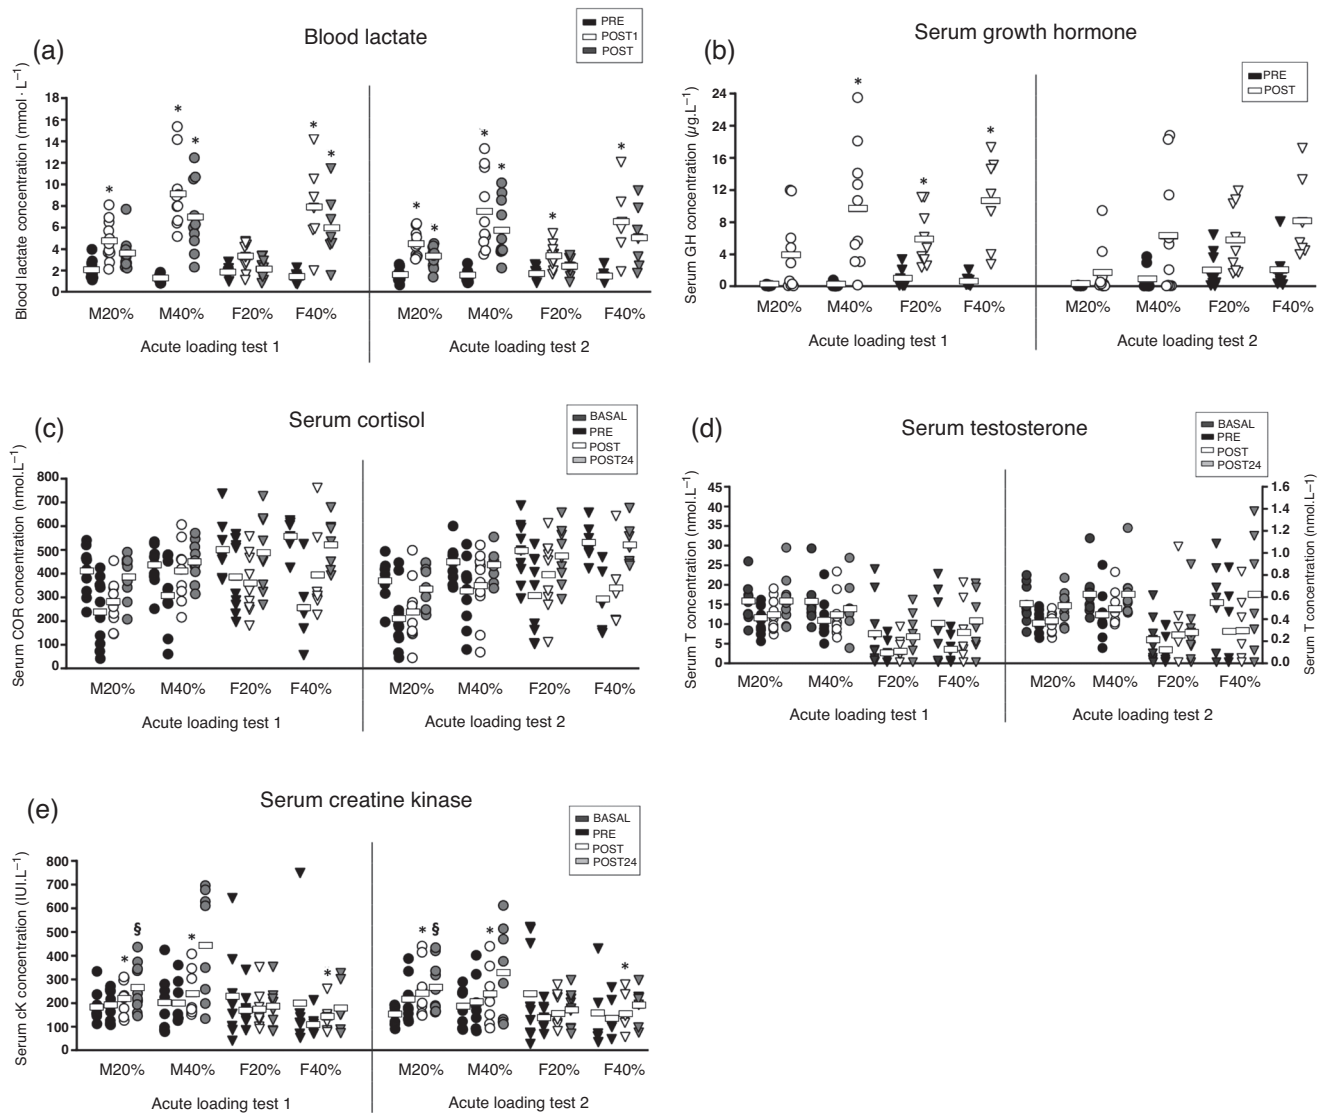 (a)
Blood lactate
PRE
POST1
POST
Blood lactate concentration (mmol · L⁻¹)
18
16
14
12
10
8
6
4
2
0
* * * * * * * * * * * *
M20% M40% F20% F40% M20% M40% F20% F40%
Acute loading test 1 Acute loading test 2
(b)
Serum growth hormone
PRE
POST
Serum GH concentration (µg.L⁻¹)
24
24
16
12
8
4
0
* * *
M20% M40% F20% F40% M20% M40% F20% F40%
Acute loading test 1 Acute loading test 2
(c)
Serum cortisol
BASAL
PRE
POST
POST24
Serum COR concentration (nmol.L⁻¹)
800
700
600
500
400
300
200
100
0
M20% M40% F20% F40% M20% M40% F20% F40%
Acute loading test 1 Acute loading test 2
(d)
Serum testosterone
BASAL
PRE
POST
POST24
Serum T concentration (nmol.L⁻¹)
45
40
35
30
25
20
15
10
5
0
1.6
1.4
1.2
1.0
0.8
0.6
0.4
0.2
0.0
Serum T concentration (nmol.L–1)
M20% M40% F20% F40% M20% M40% F20% F40%
Acute loading test 1 Acute loading test 2
(e)
Serum creatine kinase
BASAL
PRE
POST
POST24
Serum cK concentration (IUI.L⁻¹)
800
700
600
500
400
300
200
100
0
* § * * * § * *
M20% M40% F20% F40% M20% M40% F20% F40%
Acute loading test 1 Acute loading test 2